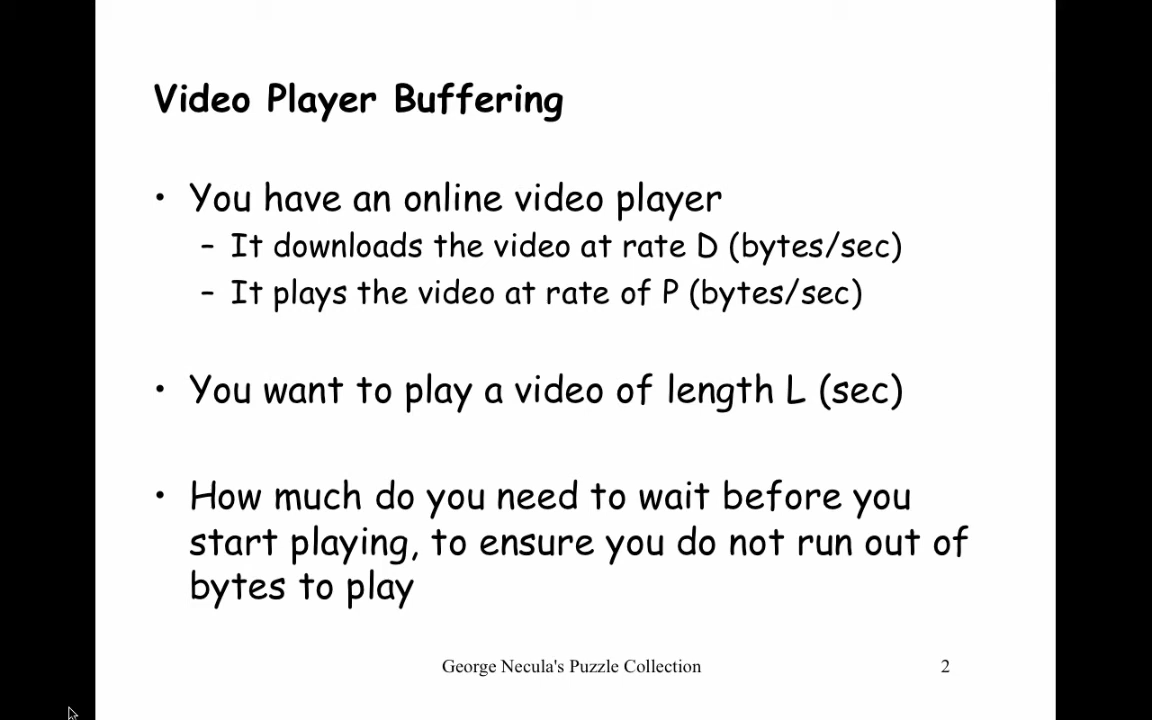 Video Player Buffering
• You have an online video player
– It downloads the video at rate D (bytes/sec)
– It plays the video at rate of P (bytes/sec)
• You want to play a video of length L (sec)
• How much do you need to wait before you
start playing, to ensure you do not run out of
bytes to play
George Necula's Puzzle Collection
2